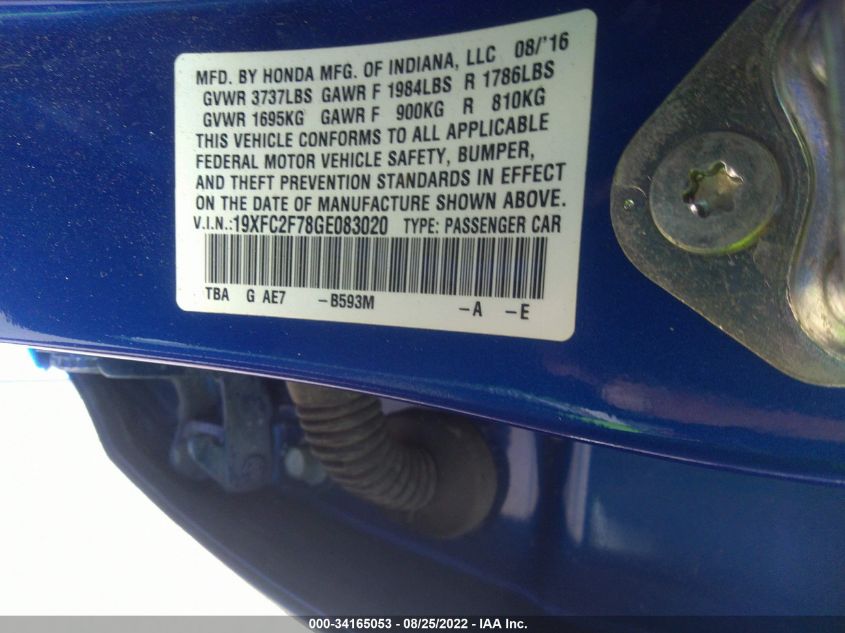 MFD. BY HONDA MFG. OF INDIANA, LLC 08/'16
GVWR 3737LBS GAWR F 1984LBS R 1786LBS
GVWR 1695KG GAWR F 900KG R 810KG
THIS VEHICLE CONFORMS TO ALL APPLICABLE
FEDERAL MOTOR VEHICLE SAFETY, BUMPER,
AND THEFT PREVENTION STANDARDS IN EFFECT
ON THE DATE OF MANUFACTURE SHOWN ABOVE.
V.I.N.:19XFC2F78GE083020 TYPE: PASSENGER CAR
TBA G AE7 -B593M -A -E
000-34165053 - 08/25/2022 - IAA Inc.